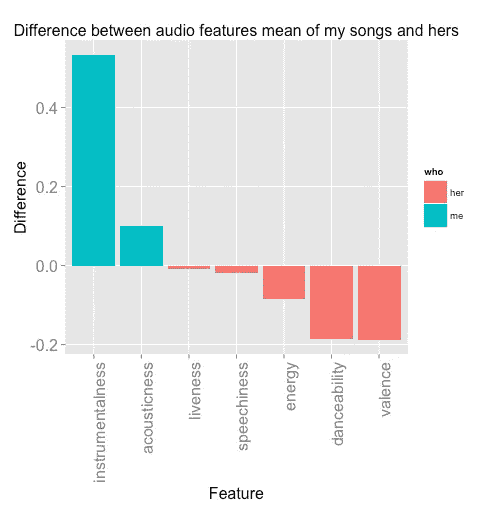 Difference between audio features mean of my songs and hers
Difference
0.4
0.2
0.0
-0.2
instrumentalness
acousticness
liveness
speechiness
energy
danceability
valence
Feature
who
her
me